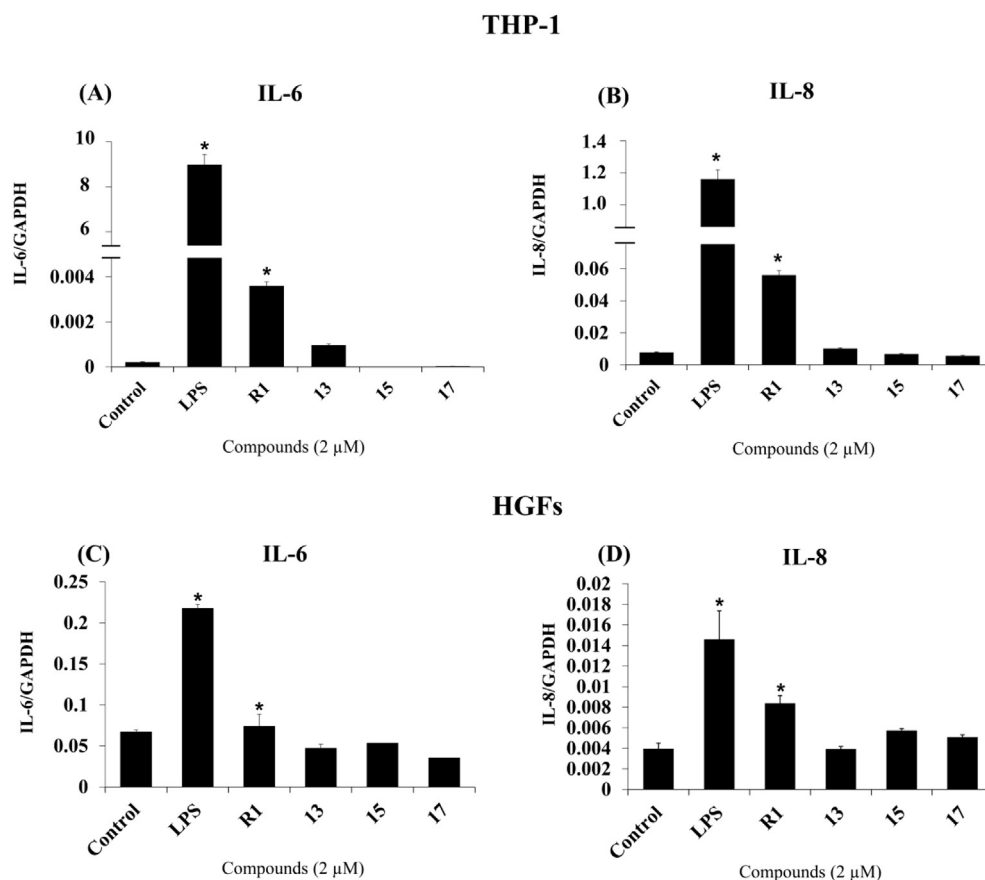 THP-1
(A)
IL-6
IL-6/GAPDH
10
8
6
0.004
0.002
0
*
*
Control
LPS
R1
13
15
17
Compounds (2 µM)
(B)
IL-8
IL-8/GAPDH
1.4
1.2
1.0
0.06
0.04
0.02
0
*
*
Control
LPS
R1
13
15
17
Compounds (2 µM)
HGFs
(C)
IL-6
IL-6/GAPDH
0.25
0.2
0.15
0.1
0.05
0
*
*
Control
LPS
R1
13
15
17
Compounds (2 µM)
(D)
IL-8
IL-8/GAPDH
0.02
0.018
0.016
0.014
0.012
0.01
0.008
0.006
0.004
0.002
0
*
*
Control
LPS
R1
13
15
17
Compounds (2 µM)